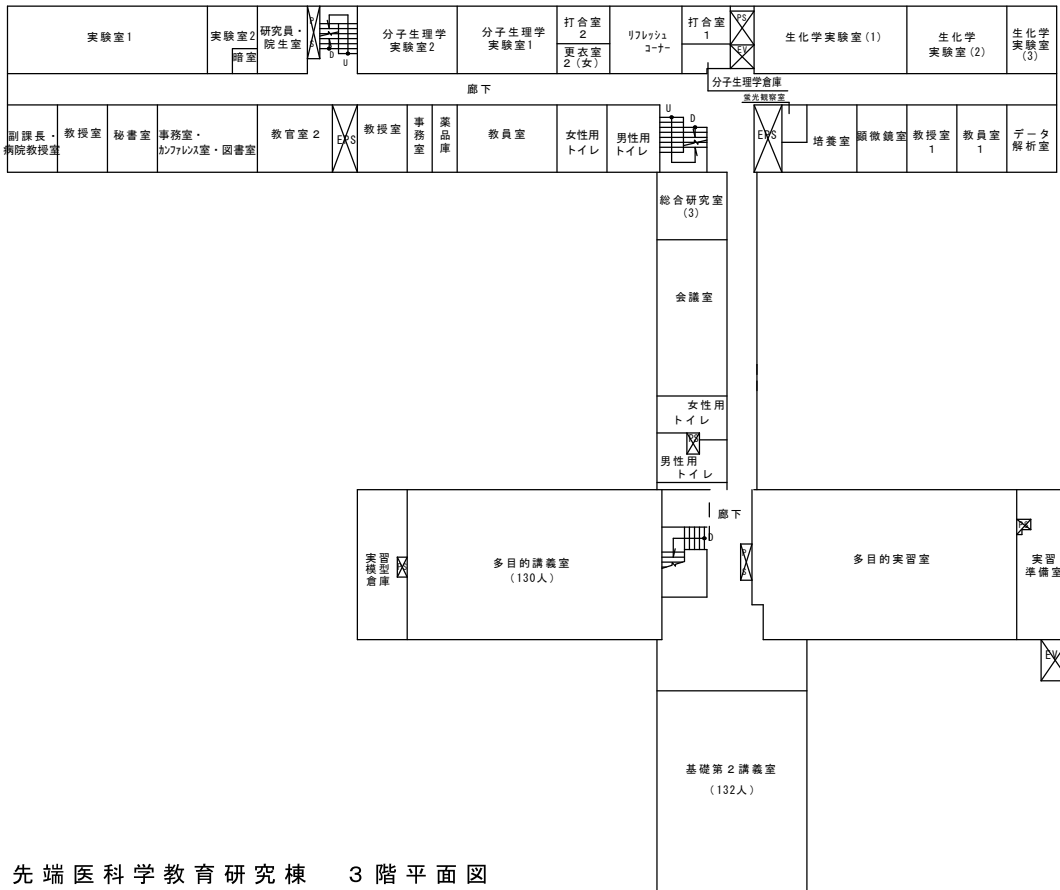 実験室1
実験室2
暗室
研究員・
院生室
PS
D
U
分子生理学
実験室2
分子生理学
実験室1
打合室
2
更衣室
2(女)
リフレッシュ
コーナー
打合室
1
PS
EV
生化学実験室(1)
生化学
実験室(2)
生化学
実験室
(3)
廊下
分子生理学倉庫
蛍光観察室
副課長・
病院教授室
教授室
秘書室
事務室・
カンファレンス室・図書室
教官室2
EPS
教授室
事務室
薬品庫
教員室
女性用
トイレ
男性用
トイレ
U
D
EPS
培養室
顕微鏡室
教授室
1
教員室
1
データ
解析室
総合研究室
(3)
会議室
女性用
トイレ
PS
男性用
トイレ
廊下
実習
模型
倉庫
PS
多目的講義室
(130人)
D
PS
多目的実習室
PS
実習
準備室
EV
基礎第2講義室
(132人)
先端医科学教育研究棟 3階平面図